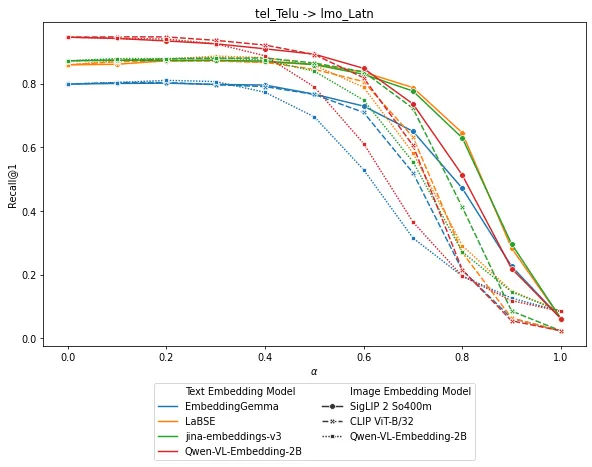 tel_Telu -> lmo_Latn
Recall@1
0.8
0.6
0.4
0.2
0.0
0.0 0.2 0.4 0.6 0.8 1.0
α
Text Embedding Model Image Embedding Model
EmbeddingGemma SigLIP 2 So400m
LaBSE CLIP ViT-B/32
jina-embeddings-v3 Qwen-VL-Embedding-2B
Qwen-VL-Embedding-2B